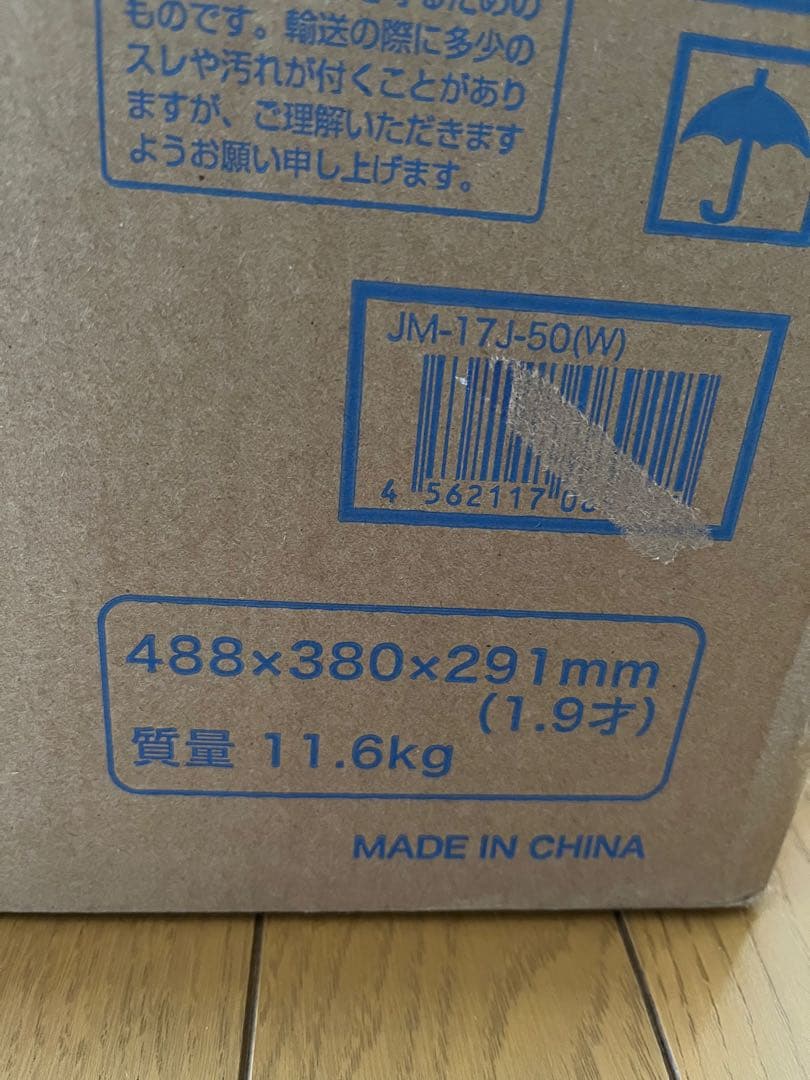 ものです。輸送の際に多少の
スレや汚れが付くことがあり
ますが、ご理解いただきます
ようお願い申し上げます。
JM-17J-50(W)
4 562117
488×380×291mm
(1.9才)
質量 11.6kg
MADE IN CHINA